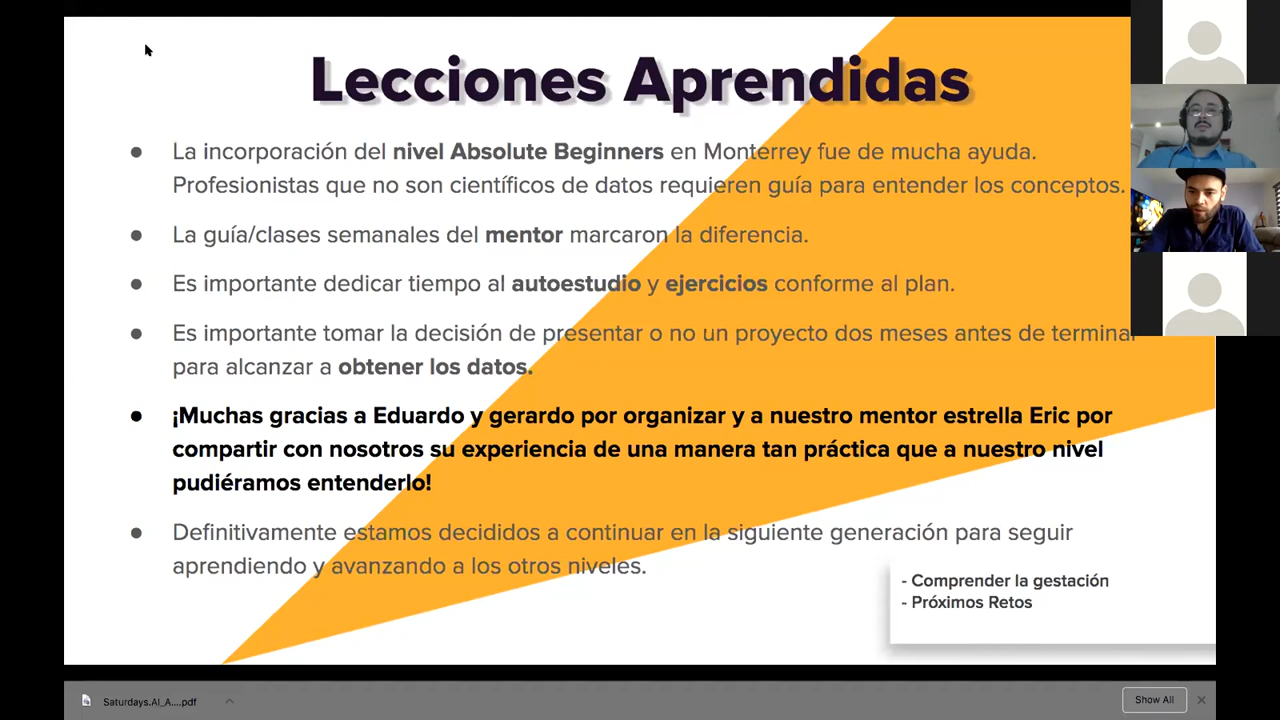 Lecciones Aprendidas
● La incorporación del nivel Absolute Beginners en Monterrey fue de mucha ayuda.
Profesionistas que no son científicos de datos requieren guía para entender los conceptos.
● La guía/clases semanales del mentor marcaron la diferencia.
● Es importante dedicar tiempo al autoestudio y ejercicios conforme al plan.
● Es importante tomar la decisión de presentar o no un proyecto dos meses antes de terminar
para alcanzar a obtener los datos.
● ¡Muchas gracias a Eduardo y gerardo por organizar y a nuestro mentor estrella Eric por
compartir con nosotros su experiencia de una manera tan práctica que a nuestro nivel
pudiéramos entenderlo!
● Definitivamente estamos decididos a continuar en la siguiente generación para seguir
aprendiendo y avanzando a los otros niveles.
- Comprender la gestación
- Próximos Retos
Saturdays.AI_A....pdf
Show All